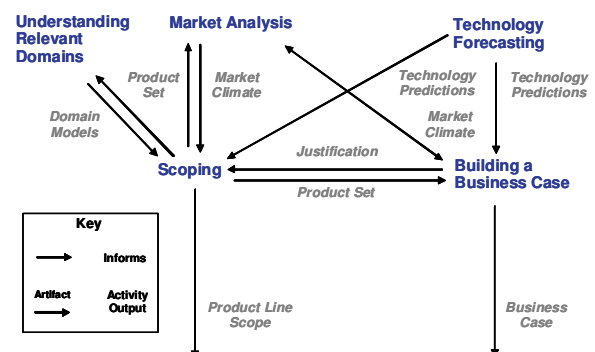 Understanding
Relevant
Domains
Market Analysis
Technology
Forecasting
Product
Set
Market
Climate
Technology
Predictions
Technology
Predictions
Domain
Models
Market
Climate
Justification
Scoping
Building a
Business Case
Product Set
Key
Informs
Artifact
Activity
Output
Product Line
Scope
Business
Case